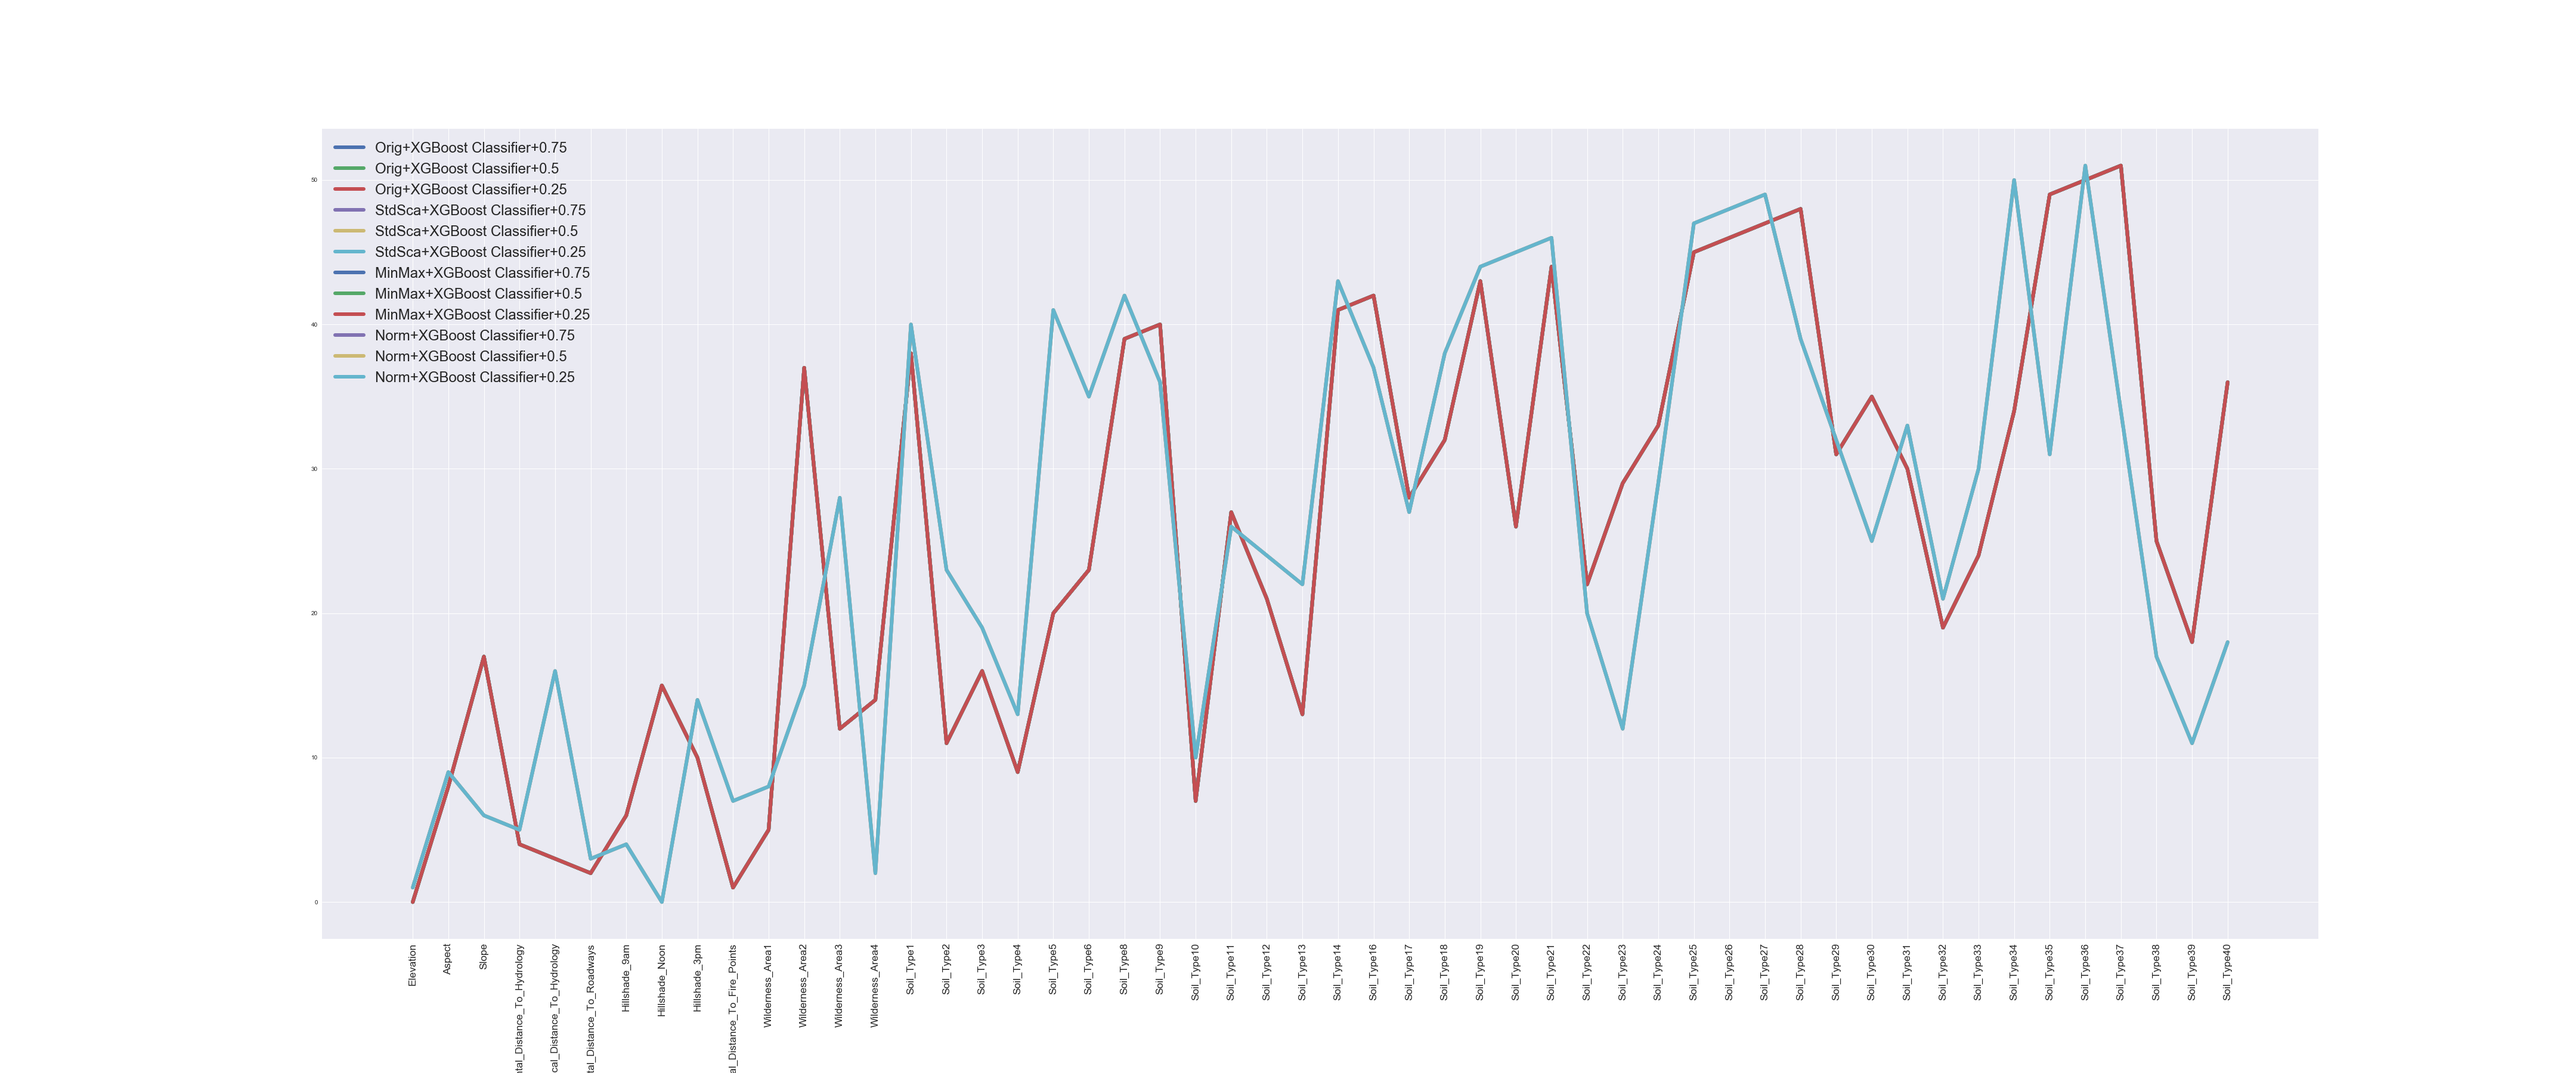 Orig+XGBoost Classifier+0.75
Orig+XGBoost Classifier+0.5
Orig+XGBoost Classifier+0.25
StdSca+XGBoost Classifier+0.75
StdSca+XGBoost Classifier+0.5
StdSca+XGBoost Classifier+0.25
MinMax+XGBoost Classifier+0.75
MinMax+XGBoost Classifier+0.5
MinMax+XGBoost Classifier+0.25
Norm+XGBoost Classifier+0.75
Norm+XGBoost Classifier+0.5
Norm+XGBoost Classifier+0.25
50
40
30
20
10
0
Elevation
Aspect
Slope
ntal_Distance_To_Hydrology
cal_Distance_To_Hydrology
tal_Distance_To_Roadways
Hillshade_9am
Hillshade_Noon
Hillshade_3pm
al_Distance_To_Fire_Points
Wilderness_Area1
Wilderness_Area2
Wilderness_Area3
Wilderness_Area4
Soil_Type1
Soil_Type2
Soil_Type3
Soil_Type4
Soil_Type5
Soil_Type6
Soil_Type8
Soil_Type9
Soil_Type10
Soil_Type11
Soil_Type12
Soil_Type13
Soil_Type14
Soil_Type16
Soil_Type17
Soil_Type18
Soil_Type19
Soil_Type20
Soil_Type21
Soil_Type22
Soil_Type23
Soil_Type24
Soil_Type25
Soil_Type26
Soil_Type27
Soil_Type28
Soil_Type29
Soil_Type30
Soil_Type31
Soil_Type32
Soil_Type33
Soil_Type34
Soil_Type35
Soil_Type36
Soil_Type37
Soil_Type38
Soil_Type39
Soil_Type40